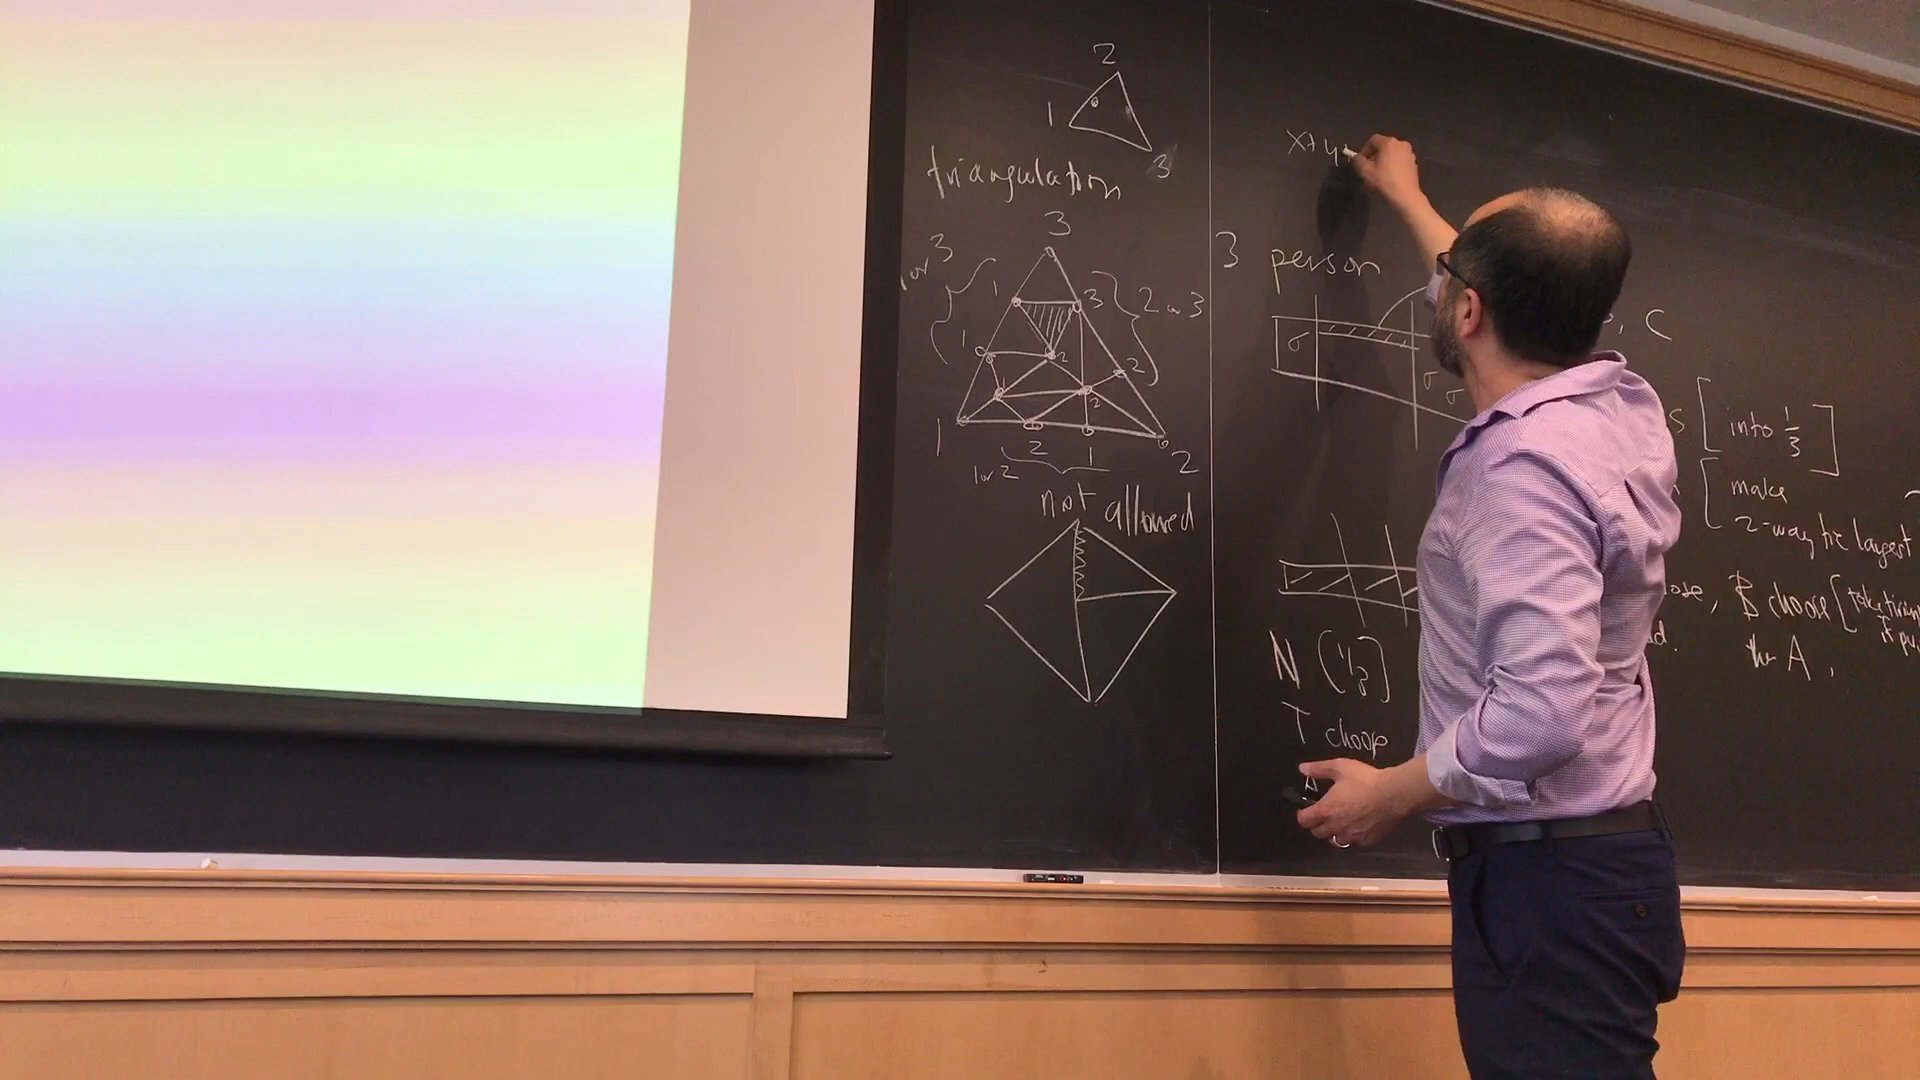 2
1
3
triangulation
3
1 or 3
1
3
2 or 3
1
2
2
2
1
2
1
2
1 or 2
not allowed
x+y+
3 person
σ
, C
σ
σ
S [ into 1/3 ]
[ make
2-way tie largest
N (1/3)
T choose
A
, B choose [
the A,